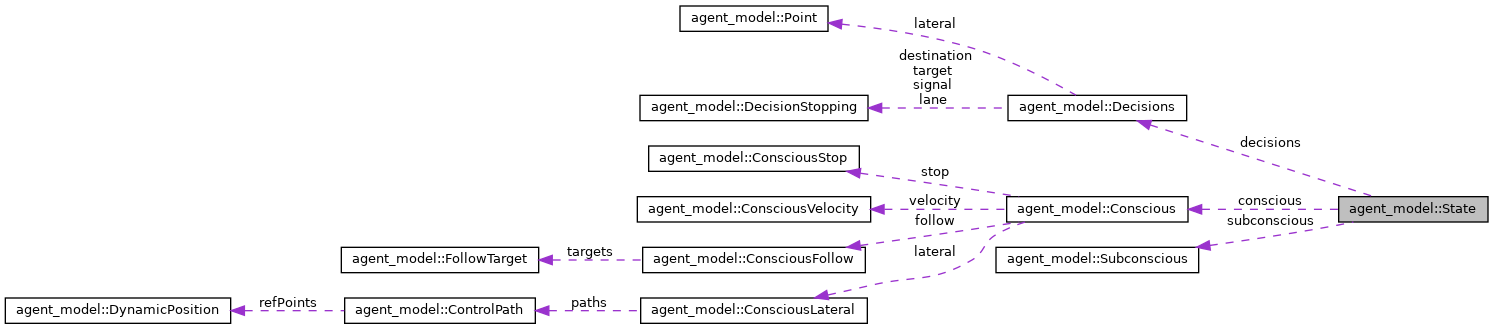 agent_model::Point
lateral
destination
target
signal
lane
agent_model::DecisionStopping
agent_model::Decisions
decisions
agent_model::ConsciousStop
stop
agent_model::ConsciousVelocity
velocity
agent_model::Conscious
conscious
agent_model::State
follow
subconscious
agent_model::FollowTarget
targets
agent_model::ConsciousFollow
lateral
agent_model::Subconscious
agent_model::DynamicPosition
refPoints
agent_model::ControlPath
paths
agent_model::ConsciousLateral